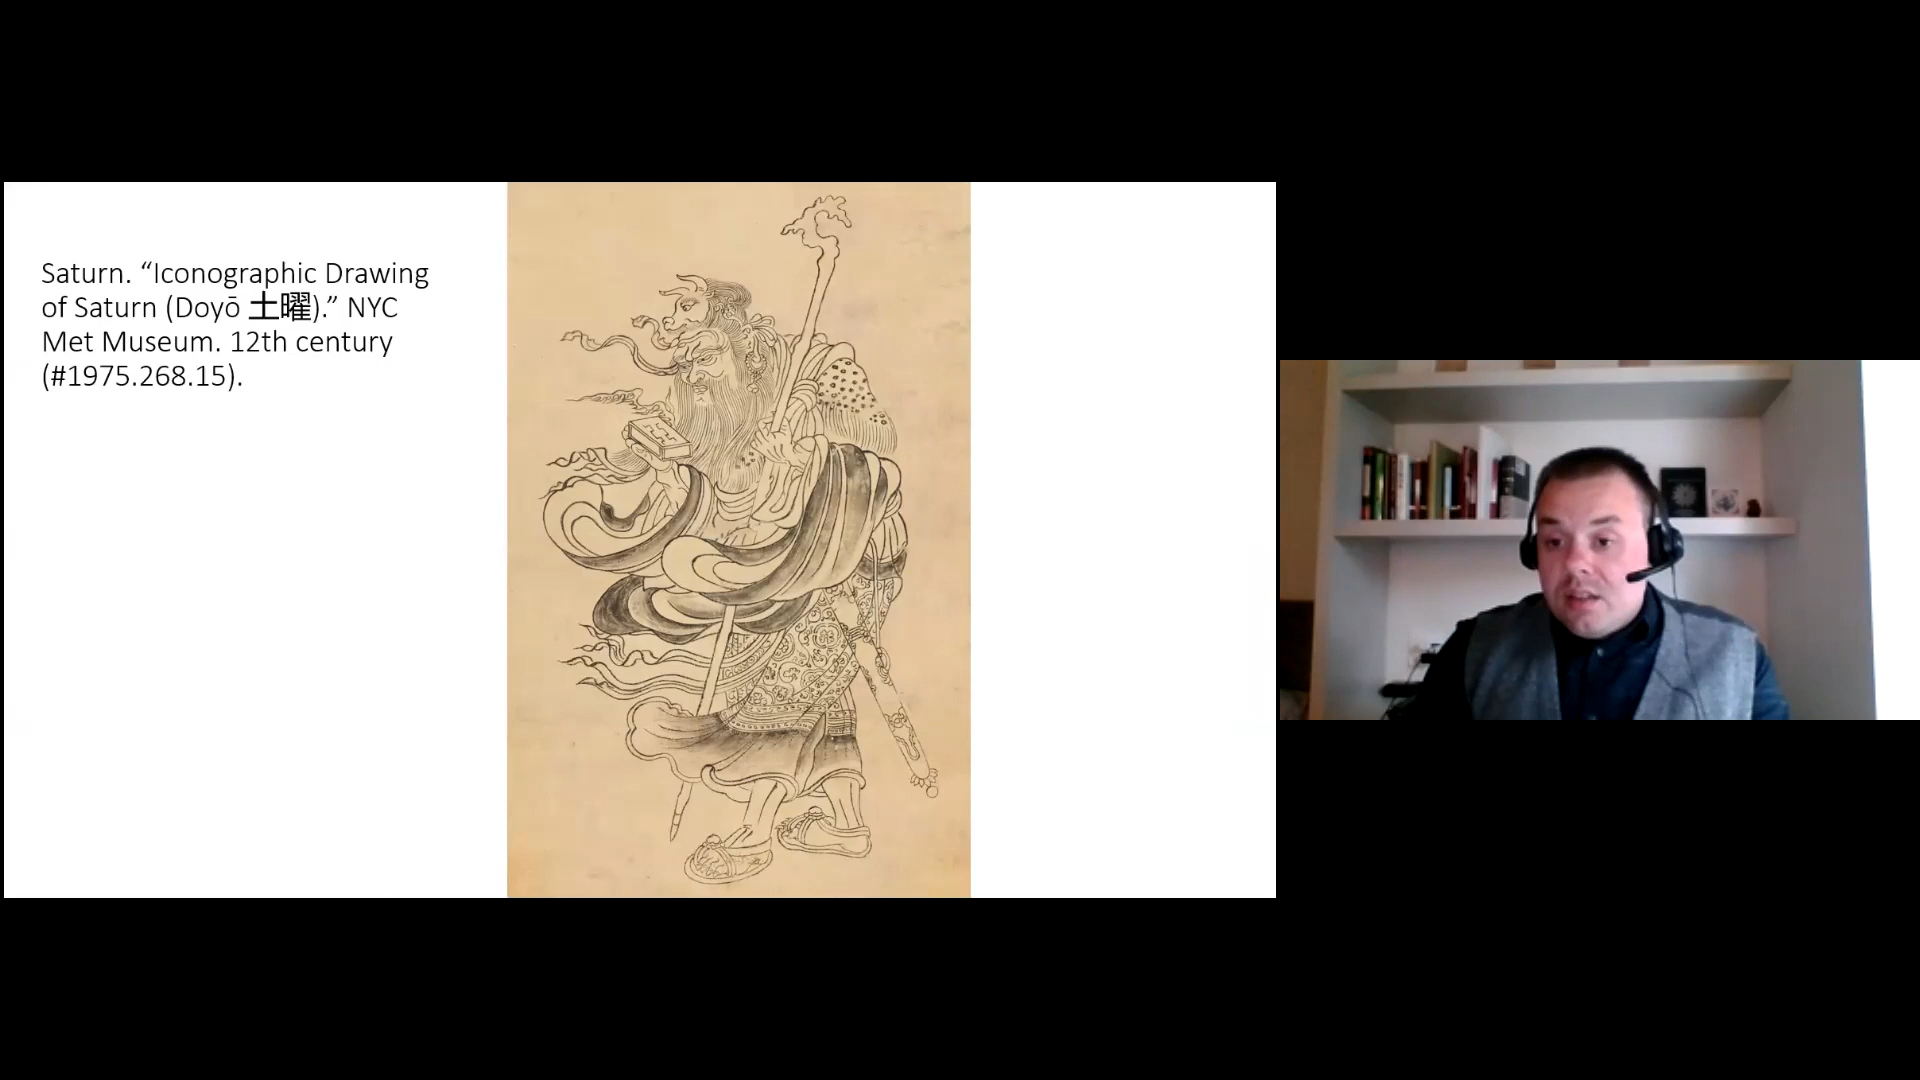 Saturn. “Iconographic Drawing
of Saturn (Doyō 土曜).” NYC
Met Museum. 12th century
(#1975.268.15).